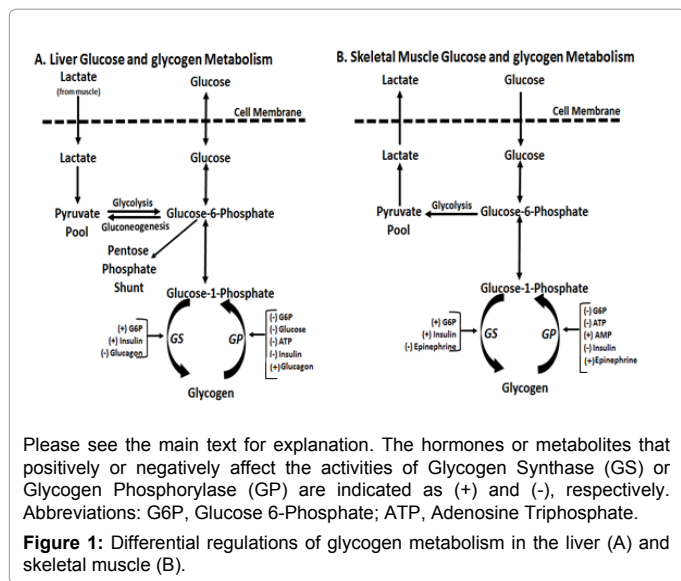 A. Liver Glucose and glycogen Metabolism
Lactate
(from muscle)
Glucose
Cell Membrane
Lactate
Glucose
Glycolysis
Pyruvate
Pool
Gluconeogenesis
Glucose-6-Phosphate
Pentose
Phosphate
Shunt
Glucose-1-Phosphate
(+) G6P
(+) Insulin
(-) Glucagon
GS
GP
(-) G6P
(-) Glucose
(-) ATP
(-) Insulin
(+)Glucagon
Glycogen
B. Skeletal Muscle Glucose and glycogen Metabolism
Lactate
Glucose
Cell Membrane
Lactate
Glucose
Pyruvate
Pool
Glycolysis
Glucose-6-Phosphate
Glucose-1-Phosphate
(+) G6P
(+) Insulin
(-) Epinephrine
GS
GP
(-) G6P
(-) ATP
(+) AMP
(-) Insulin
(+)Epinephrine
Glycogen
Please see the main text for explanation. The hormones or metabolites that
positively or negatively affect the activities of Glycogen Synthase (GS) or
Glycogen Phosphorylase (GP) are indicated as (+) and (-), respectively.
Abbreviations: G6P, Glucose 6-Phosphate; ATP, Adenosine Triphosphate.
Figure 1: Differential regulations of glycogen metabolism in the liver (A) and
skeletal muscle (B).